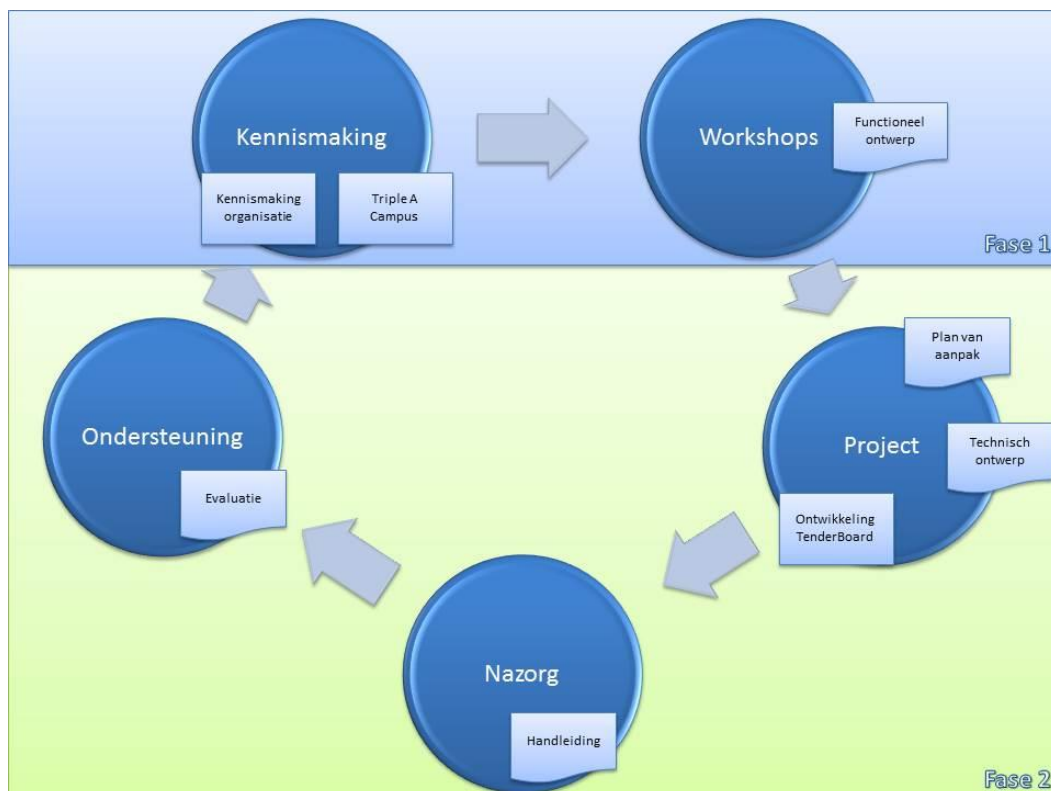 Kennismaking
Kennismaking
organisatie
Triple A
Campus
Workshops
Functioneel
ontwerp
Fase 1
Plan van
aanpak
Project
Technisch
ontwerp
Ontwikkeling
TenderBoard
Ondersteuning
Evaluatie
Nazorg
Handleiding
Fase 2